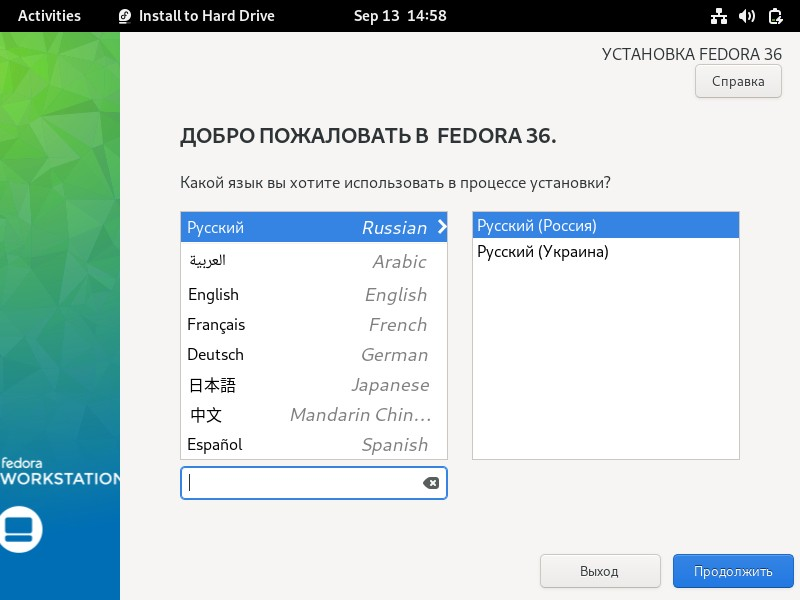 Activities Install to Hard Drive Sep 13 14:58
УСТАНОВКА FEDORA 36
Справка
ДОБРО ПОЖАЛОВАТЬ В FEDORA 36.
Какой язык вы хотите использовать в процессе установки?
Русский Russian
العربية Arabic
English English
Français French
Deutsch German
日本語 Japanese
中文 Mandarin Chin...
Español Spanish
Русский (Россия)
Русский (Украина)
fedora
WORKSTATION
Выход Продолжить